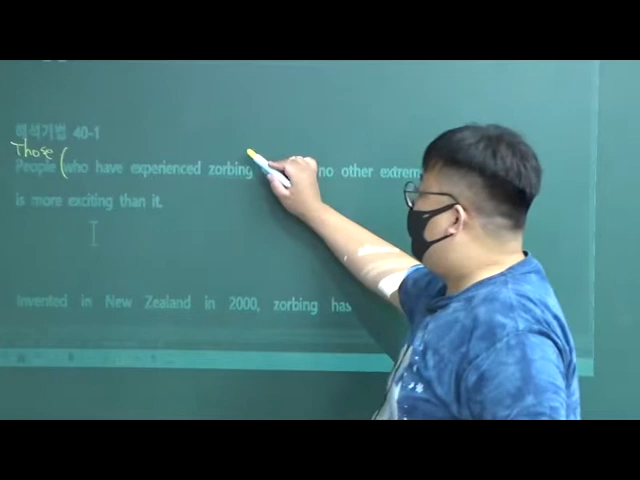 해석기법 40-1
Those
People (who have experienced zorbing no other extreme
is more exciting than it.
Invented in New Zealand in 2000, zorbing has